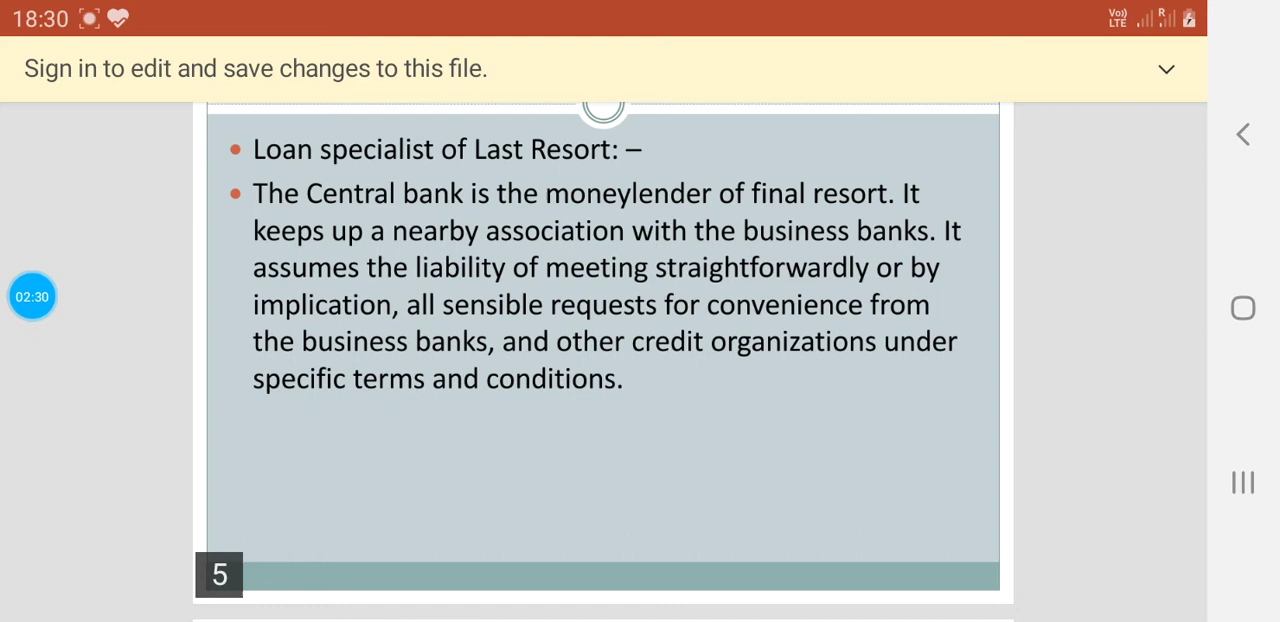 18:30
Vo))
LTE
R
Sign in to edit and save changes to this file.
• Loan specialist of Last Resort: –
• The Central bank is the moneylender of final resort. It
keeps up a nearby association with the business banks. It
assumes the liability of meeting straightforwardly or by
implication, all sensible requests for convenience from
the business banks, and other credit organizations under
specific terms and conditions.
02:30
5